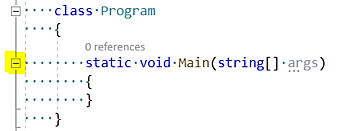 class Program
{
0 references
static void Main(string[] args)
{
}
}